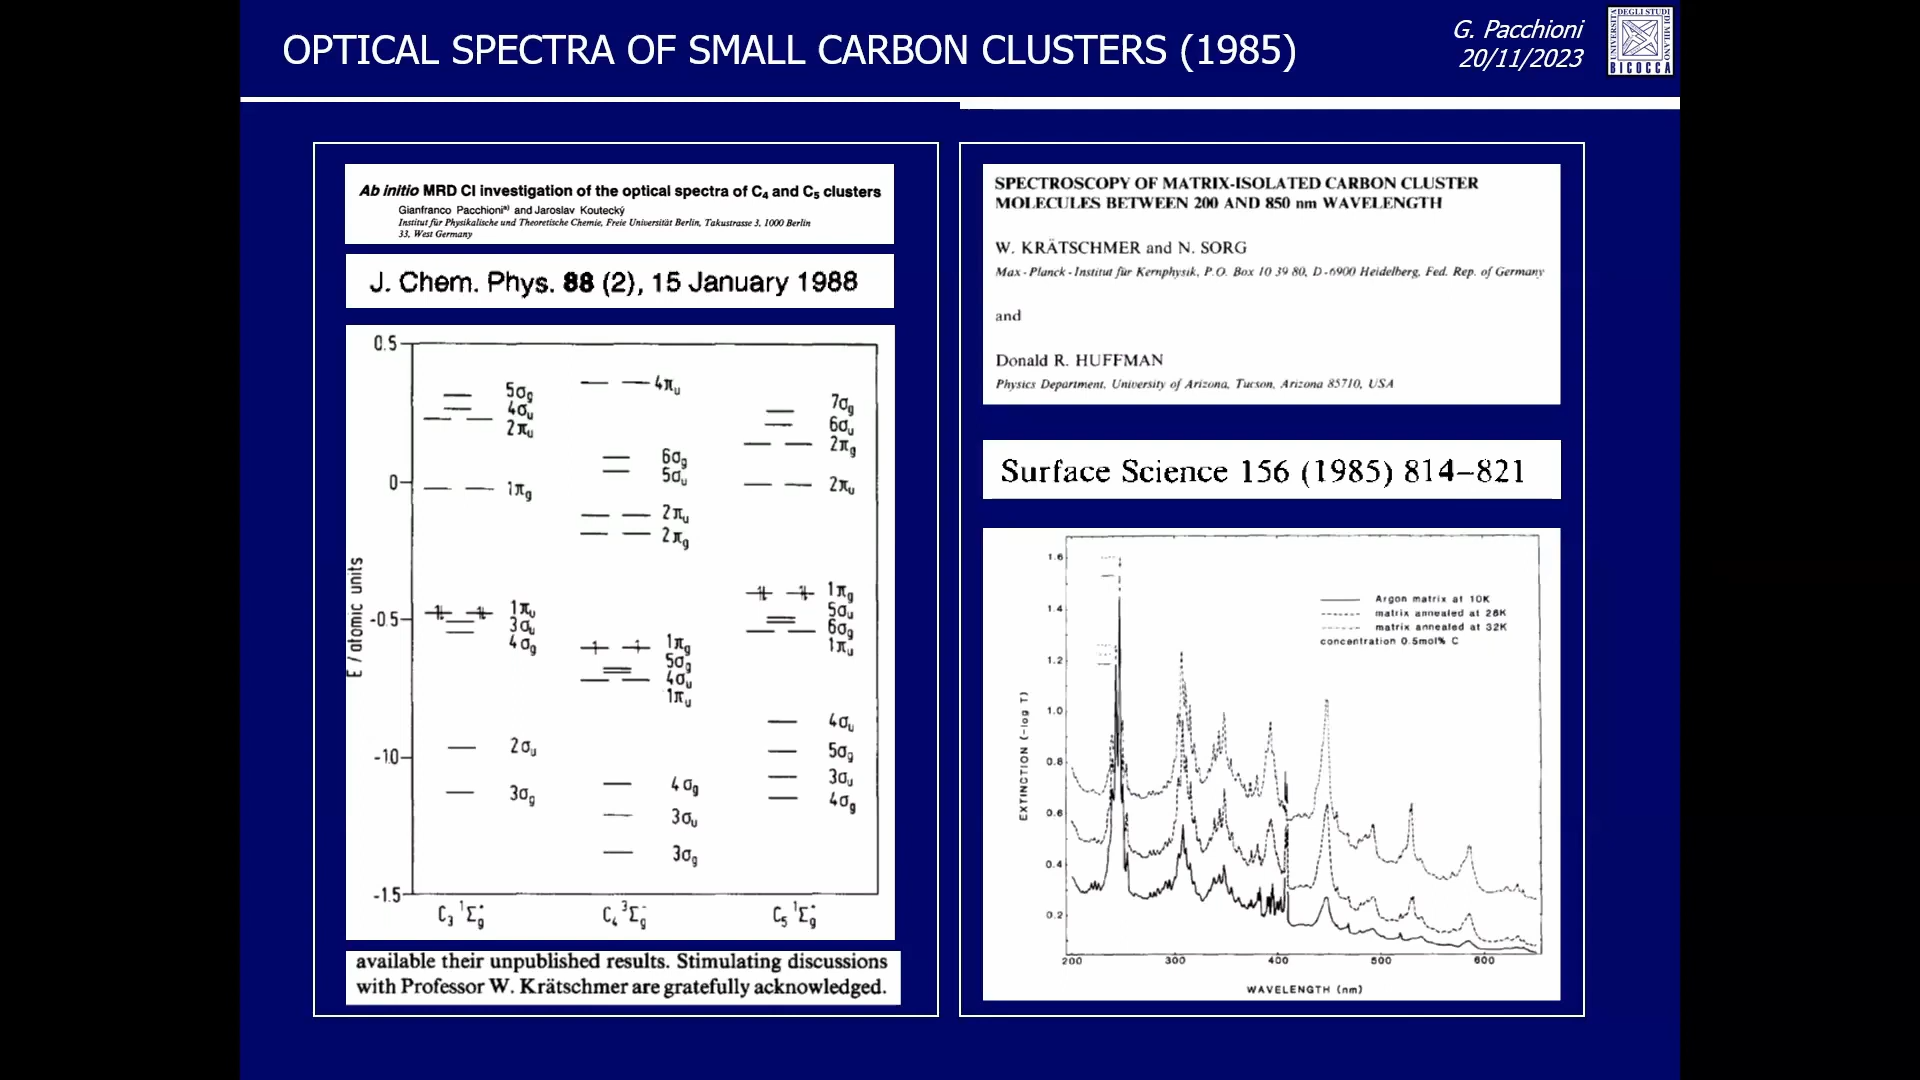 OPTICAL SPECTRA OF SMALL CARBON CLUSTERS (1985)
G. Pacchioni
20/11/2023
UNIVERSITÀ DEGLI STUDI DI MILANO
BICOCCA
Ab initio MRD CI investigation of the optical spectra of C4 and C5 clusters
Gianfranco Pacchioni a) and Jaroslav Koutecký
Institut für Physikalische und Theoretische Chemie, Freie Universität Berlin, Takustrasse 3, 1000 Berlin
33, West Germany
J. Chem. Phys. 88 (2), 15 January 1988
E / atomic units
0.5
0
-0.5
-1.0
-1.5
5σg
4σu
2πu
1πg
1πu
3σu
4σg
2σu
3σg
C3 ¹Σg+
4πu
6σg
5σu
2πu
2πg
1πg
5σg
4σu
1πu
4σg
3σu
3σg
C4 ³Σg-
7σg
6σu
2πg
2πu
1πg
5σu
6σg
1πu
4σu
5σg
3σu
4σg
C5 ¹Σg+
available their unpublished results. Stimulating discussions
with Professor W. Krätschmer are gratefully acknowledged.
SPECTROSCOPY OF MATRIX-ISOLATED CARBON CLUSTER
MOLECULES BETWEEN 200 AND 850 nm WAVELENGTH
W. KRÄTSCHMER and N. SORG
Max-Planck-Institut für Kernphysik, P.O. Box 10 39 80, D-6900 Heidelberg, Fed. Rep. of Germany
and
Donald R. HUFFMAN
Physics Department, University of Arizona, Tucson, Arizona 85710, USA
Surface Science 156 (1985) 814–821
EXTINCTION (-log T)
1.6
1.4
1.2
1.0
0.8
0.6
0.4
0.2
Argon matrix at 10K
matrix annealed at 28K
matrix annealed at 32K
concentration 0.5mol% C
200 300 400 500 600
WAVELENGTH (nm)